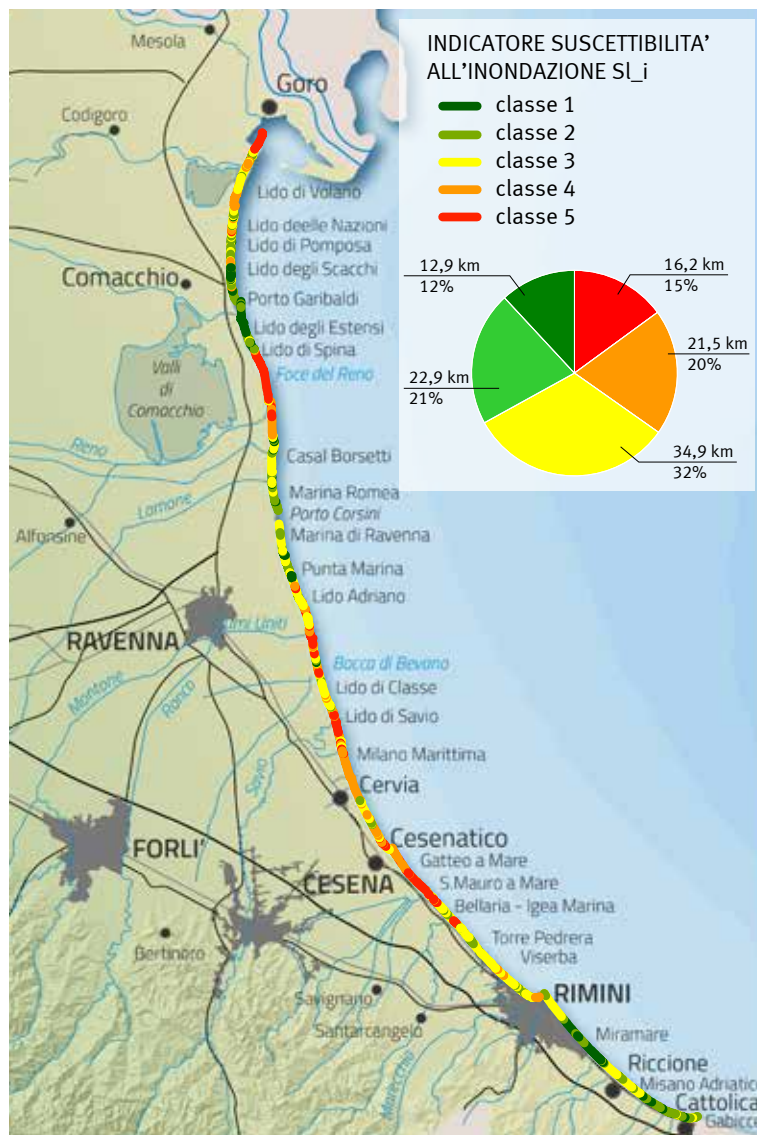 INDICATORE SUSCETTIBILITA’
ALL’INONDAZIONE Sl_i
classe 1
classe 2
classe 3
classe 4
classe 5
12,9 km
12%
16,2 km
15%
21,5 km
20%
22,9 km
21%
34,9 km
32%
Mesola
Goro
Codigoro
Lido di Volano
Lido deelle Nazioni
Lido di Pomposa
Lido degli Scacchi
Comacchio
Porto Garibaldi
Lido degli Estensi
Lido di Spina
Foce del Reno
Valli
di
Comacchio
Reno
Casal Borsetti
Lamone
Marina Romea
Porto Corsini
Alfonsine
Marina di Ravenna
Punta Marina
Lido Adriano
RAVENNA
umi Uniti
Bocca di Bevano
Montone
Ronco
Lido di Classe
Lido di Savio
Milano Marittima
Savio
Cervia
FORLI’
Cesenatico
Gatteo a Mare
CESENA
S.Mauro a Mare
Bellaria - Igea Marina
Bertinoro
Torre Pedrera
Viserba
Savignano
RIMINI
Santarcangelo
Miramare
Marecchio
Riccione
Misano Adriatico
Cattolica
Gabicce